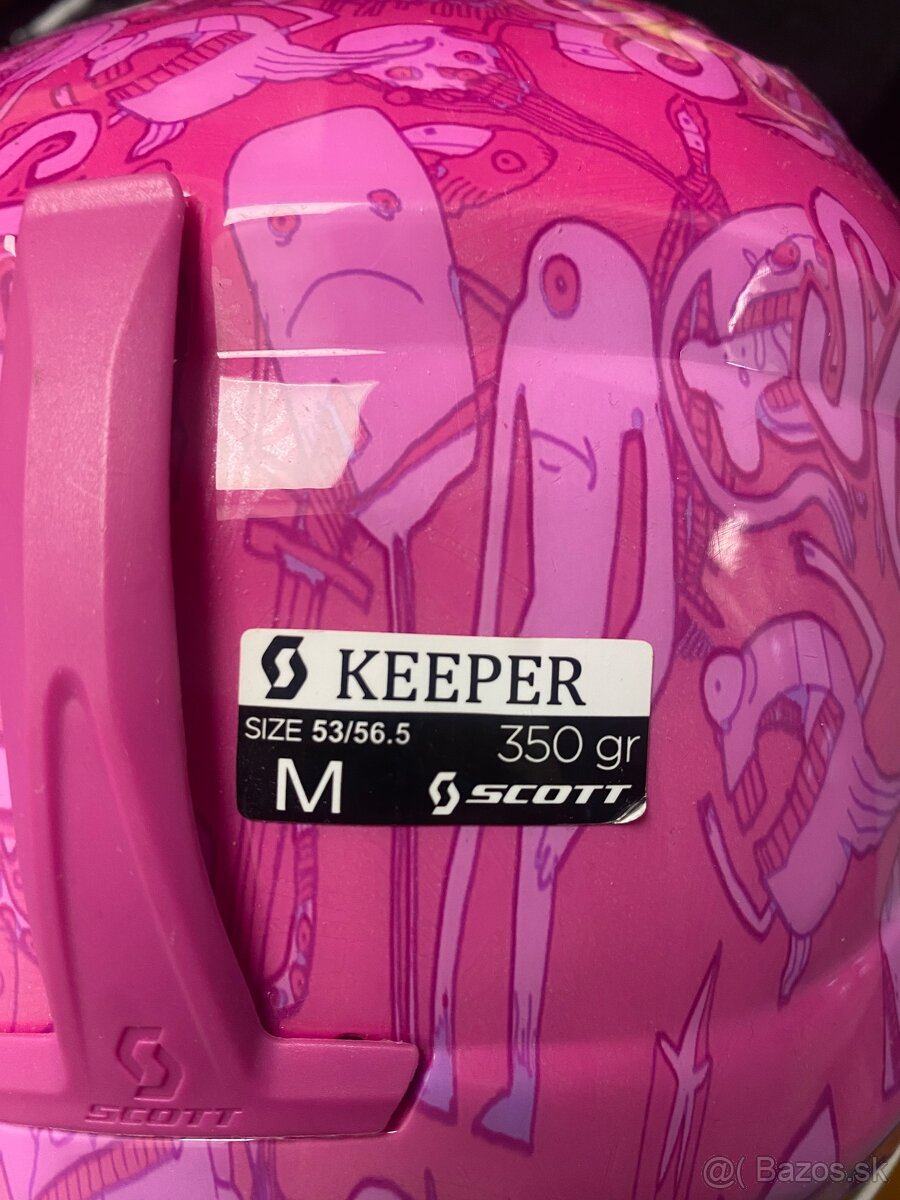 KEEPER
SIZE 53/56.5
350 gr
M
SCOTT
SCOTT
@( Bazos.sk